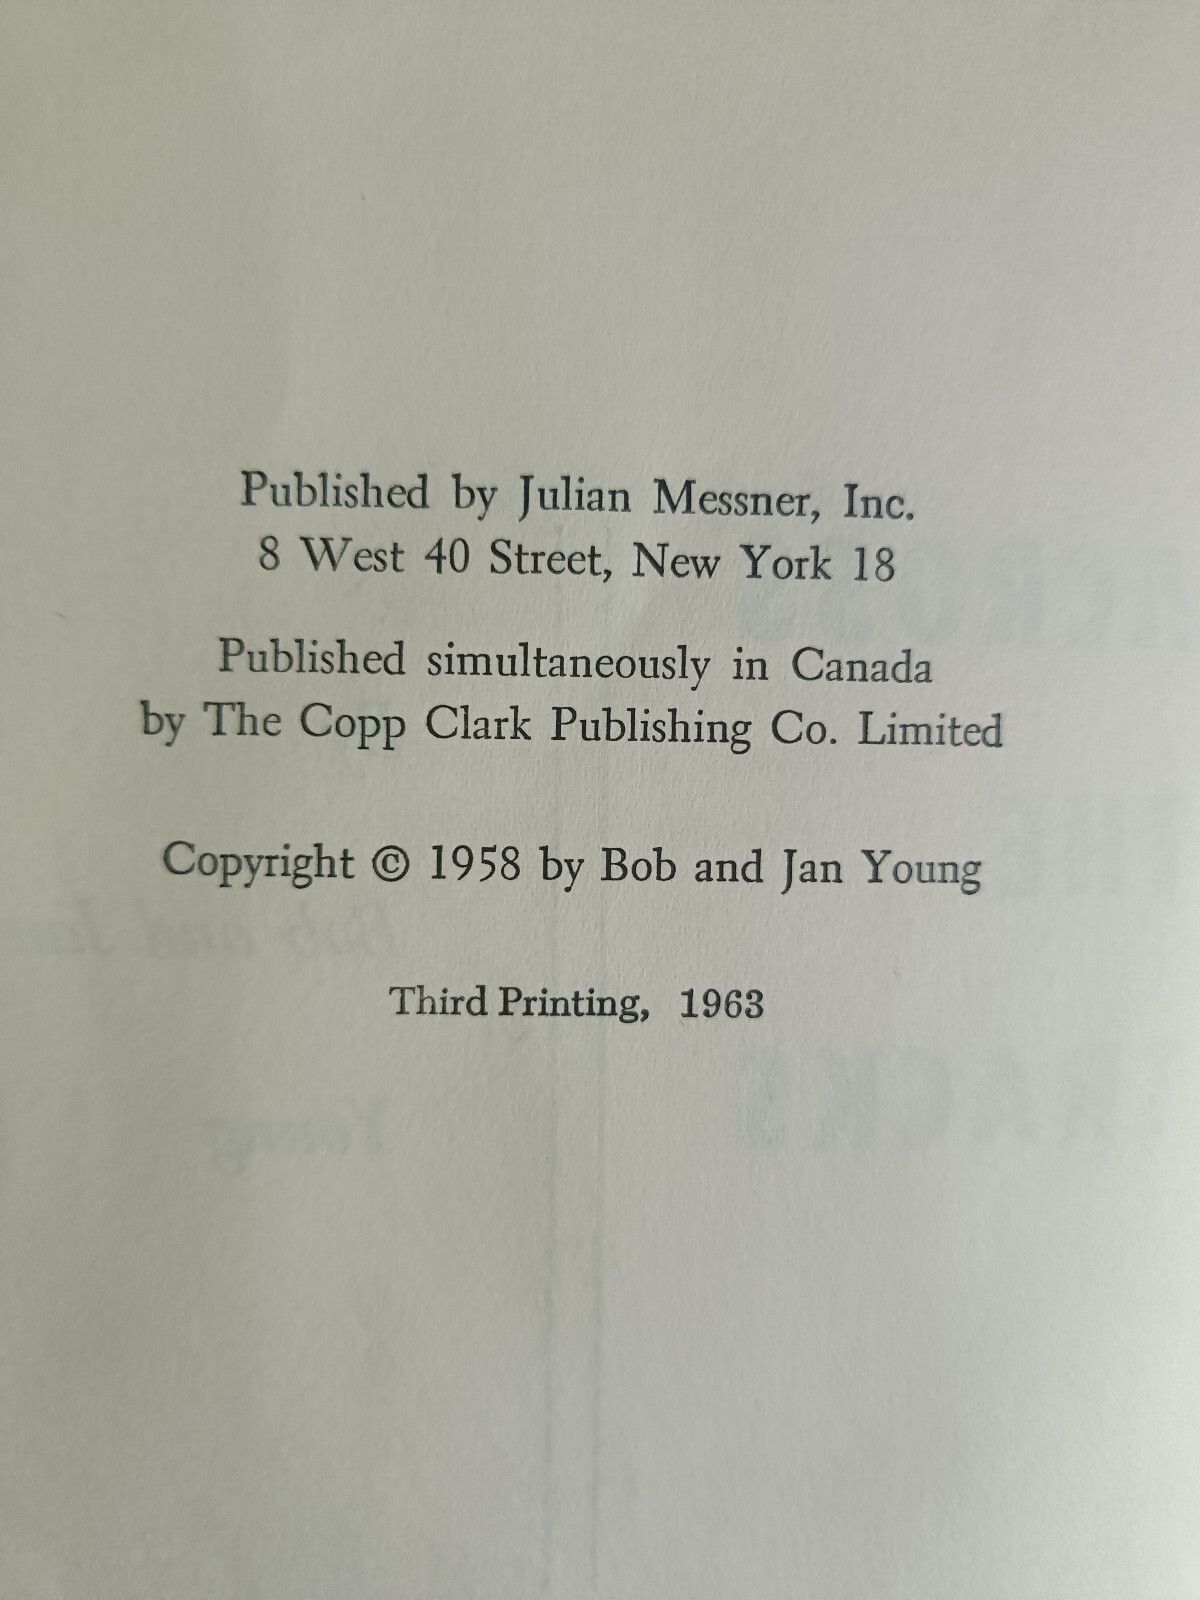 Published by Julian Messner, Inc.
8 West 40 Street, New York 18
Published simultaneously in Canada
by The Copp Clark Publishing Co. Limited
Copyright © 1958 by Bob and Jan Young
Third Printing, 1963